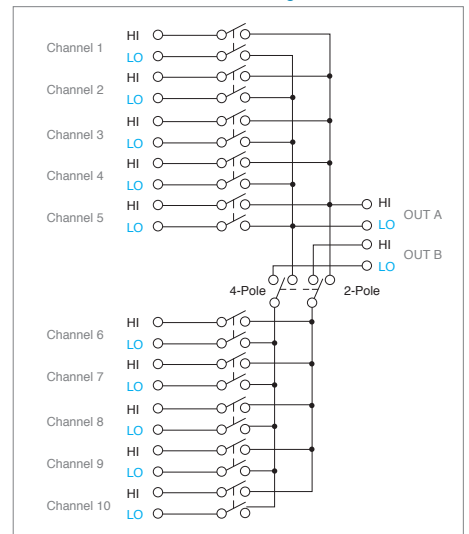 HI
Channel 1
LO
HI
Channel 2
LO
HI
Channel 3
LO
HI
Channel 4
LO
HI
Channel 5
LO
HI
OUT A
LO
HI
OUT B
LO
4-Pole
2-Pole
HI
Channel 6
LO
HI
Channel 7
LO
HI
Channel 8
LO
HI
Channel 9
LO
HI
Channel 10
LO